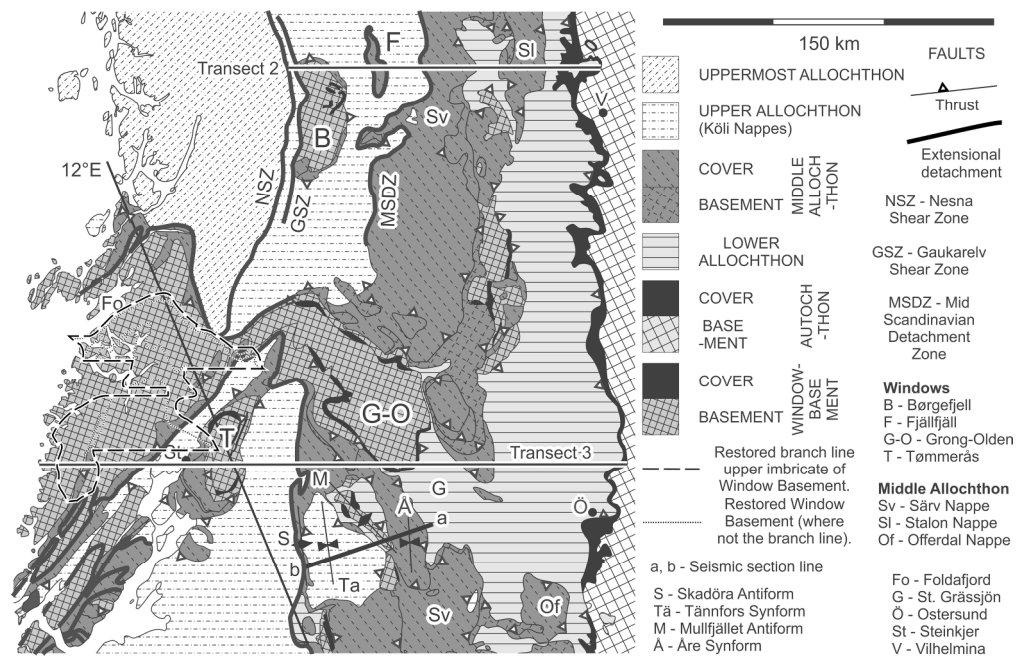 F
Sl
Transect 2
V
B
Sv
12°E
NSZ
GSZ
MSDZ
Fo
G-O
T
St
Transect 3
M
G
Å
a
Ö
S
b
Ta
Sv
Of
150 km
UPPERMOST ALLOCHTHON
UPPER ALLOCHTHON
(Köli Nappes)
COVER
BASEMENT
MIDDLE
ALLOCH
-THON
LOWER
ALLOCHTHON
COVER
BASE
-MENT
AUTOCH
-THON
COVER
BASEMENT
WINDOW-
BASE
MENT
Restored branch line
upper imbricate of
Window Basement.
Restored Window
Basement (where
not the branch line).
a, b - Seismic section line
S - Skadöra Antiform
Tä - Tännfors Synform
M - Mullfjället Antiform
Å - Åre Synform
FAULTS
Thrust
Extensional
detachment
NSZ - Nesna
Shear Zone
GSZ - Gaukarelv
Shear Zone
MSDZ - Mid
Scandinavian
Detachment
Zone
Windows
B - Børgefjell
F - Fjällfjäll
G-O - Grong-Olden
T - Tømmerås
Middle Allochthon
Sv - Särv Nappe
Sl - Stalon Nappe
Of - Offerdal Nappe
Fo - Foldafjord
G - St. Grässjön
Ö - Ostersund
St - Steinkjer
V - Vilhelmina